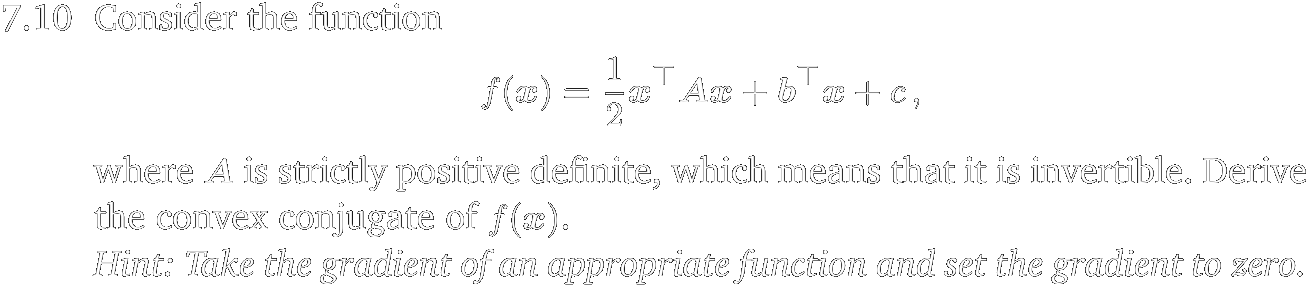 7.10 Consider the function
f(x) = \frac{1}{2} x^⊤ A x + b^⊤ x + c ,
where A is strictly positive definite, which means that it is invertible. Derive
the convex conjugate of f(x).
Hint: Take the gradient of an appropriate function and set the gradient to zero.